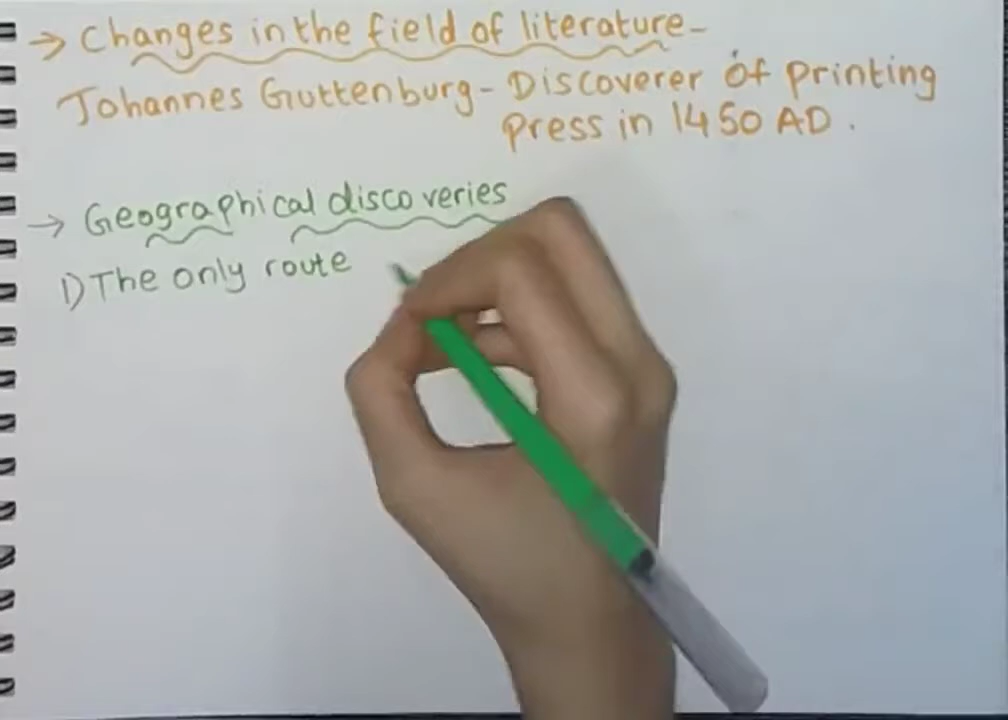 → Changes in the field of literature-
Johannes Guttenburg - Discoverer of printing
press in 1450 AD.
→ Geographical discoveries
1) The only route